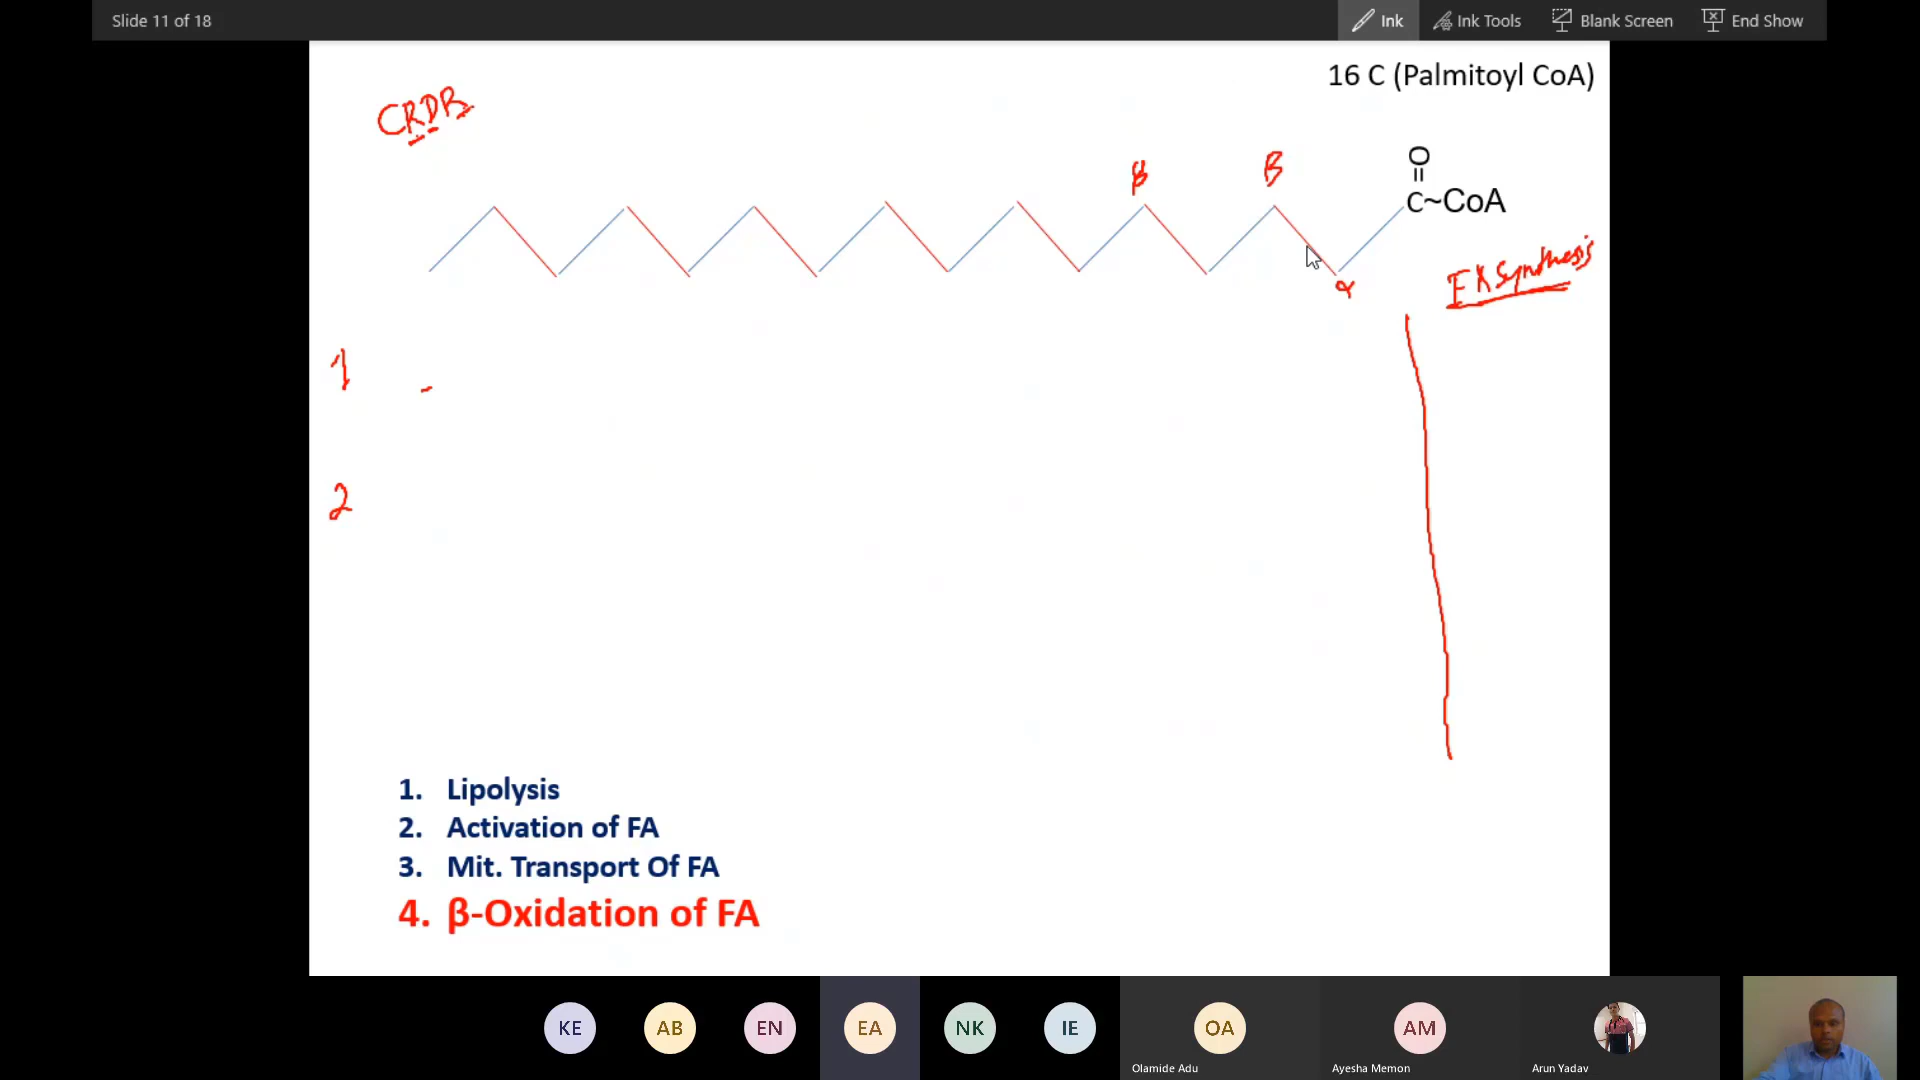 Slide 11 of 18
Ink
Ink Tools
Blank Screen
End Show
16 C (Palmitoyl CoA)
CRDR
β
β
O
C~CoA
α
FA Synthesis
1
2
1. Lipolysis
2. Activation of FA
3. Mit. Transport Of FA
4. β-Oxidation of FA
KE
AB
EN
EA
NK
IE
OA
AM
Olamide Adu
Ayesha Memon
Arun Yadav